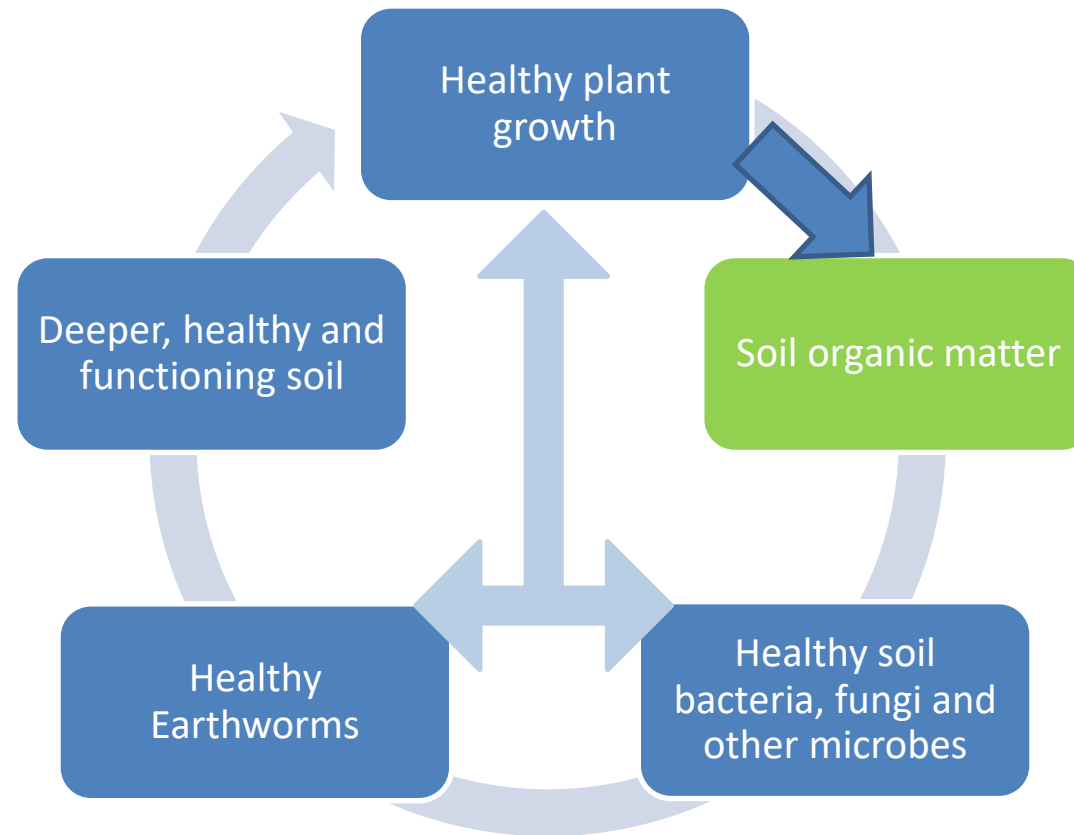 Healthy plant
growth
Soil organic matter
Healthy soil
bacteria, fungi and
other microbes
Healthy
Earthworms
Deeper, healthy and
functioning soil